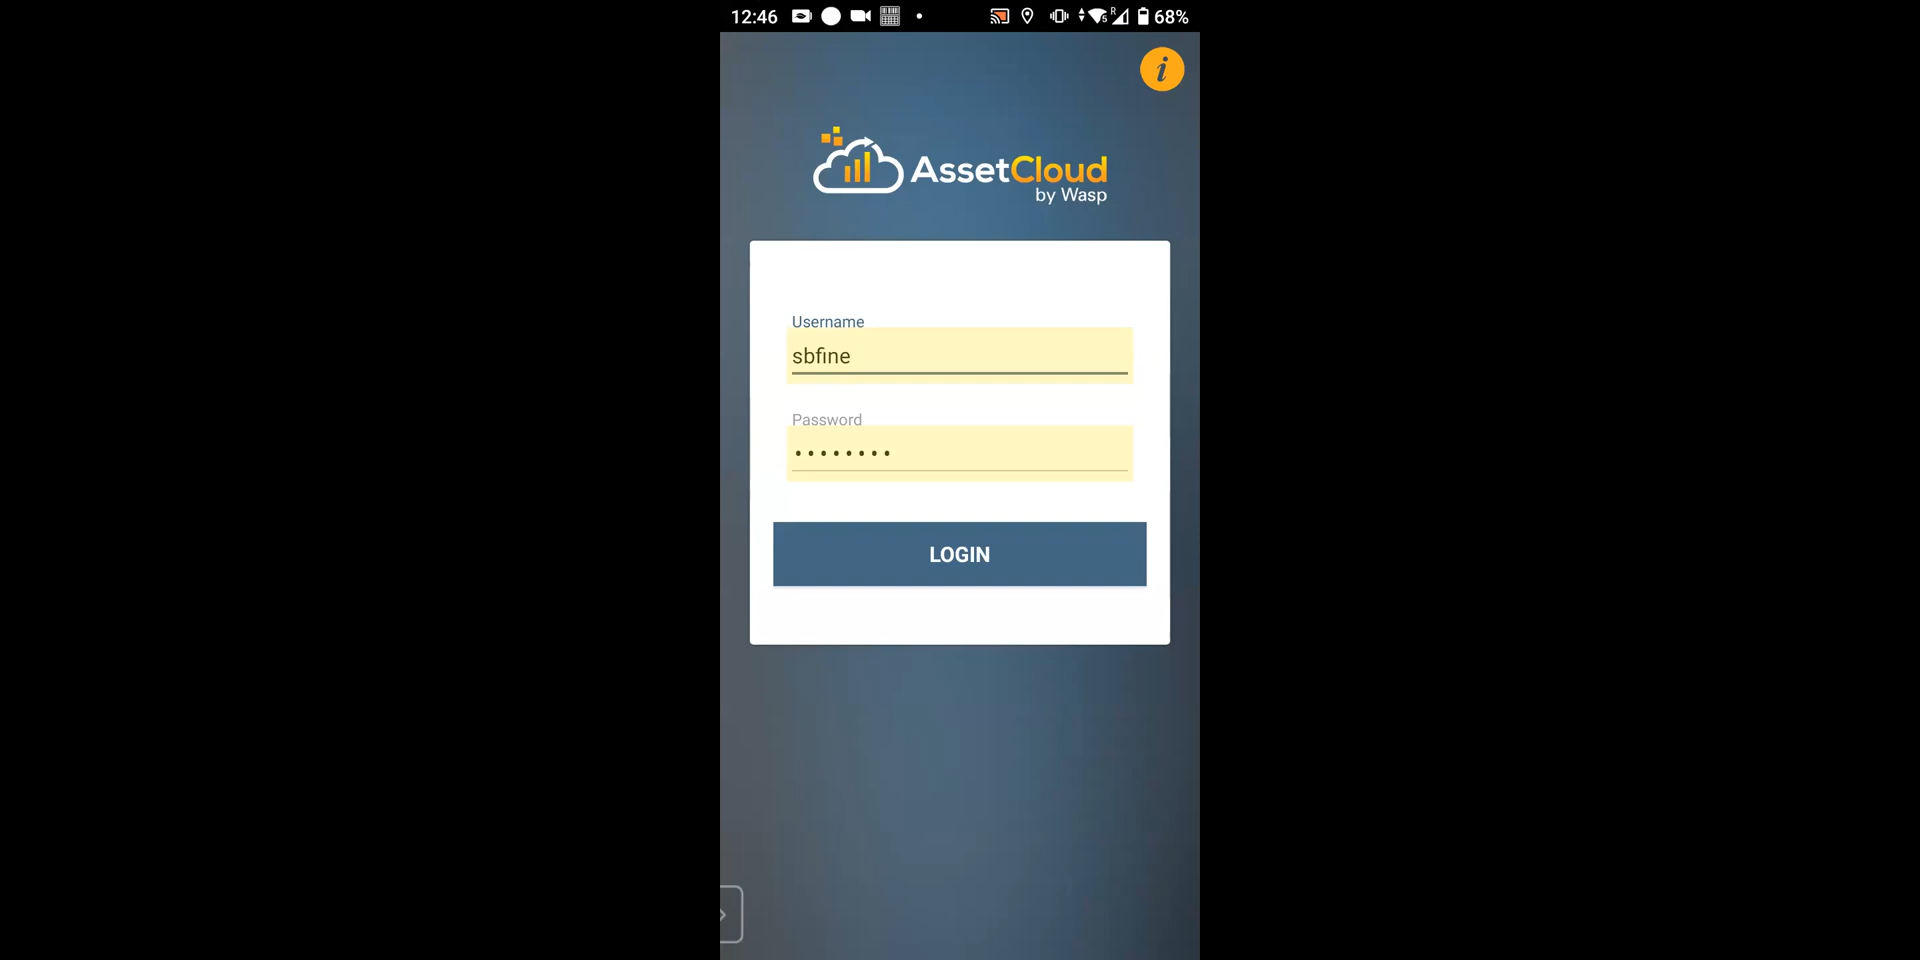 12:46 R 68%
i
AssetCloud
by Wasp
Username
sbfine
Password
••••••••
LOGIN